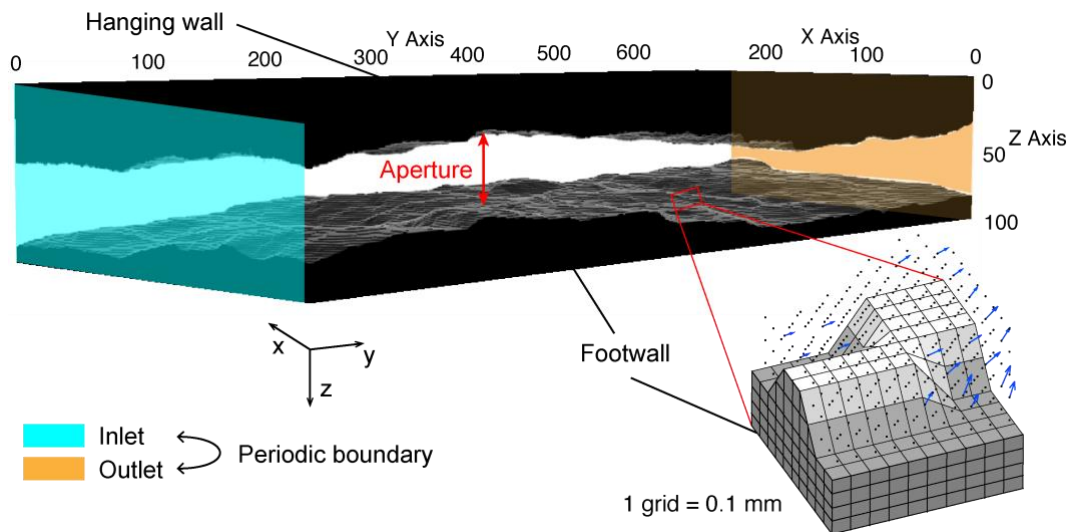 Hanging wall
Y Axis
X Axis
0 100 200 300 400 500 600 200 100 0
0
Z Axis
50
100
Aperture
x
y
z
Footwall
Inlet
Outlet
Periodic boundary
1 grid = 0.1 mm